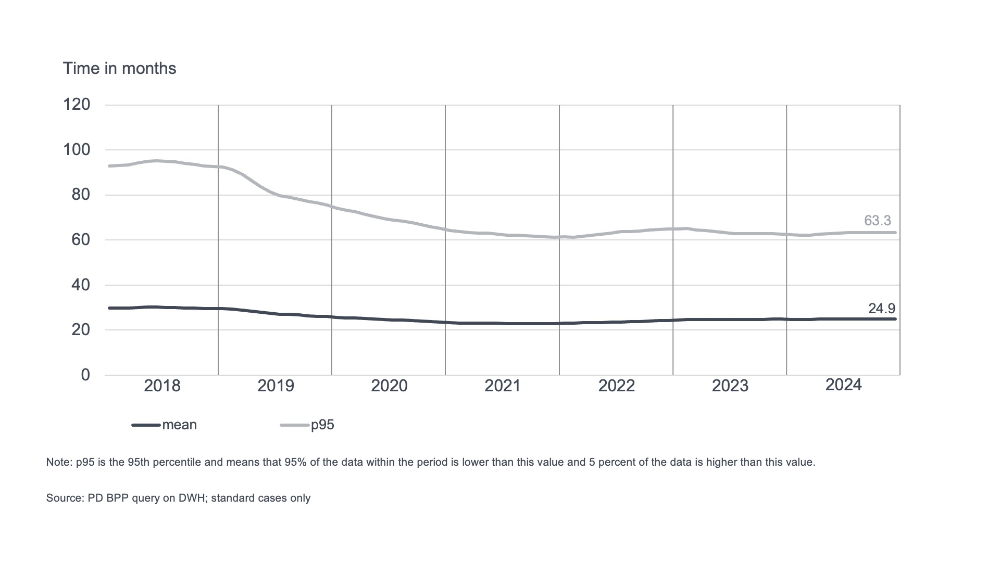 Time in months
120
100
80
63.3
60
40
24.9
20
0
2018 2019 2020 2021 2022 2023 2024
mean p95
Note: p95 is the 95th percentile and means that 95% of the data within the period is lower than this value and 5 percent of the data is higher than this value.
Source: PD BPP query on DWH; standard cases only